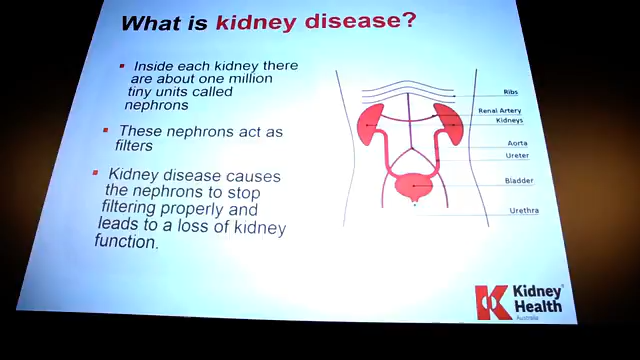 What is kidney disease?
Inside each kidney there
are about one million
tiny units called
nephrons
These nephrons act as
filters
Kidney disease causes
the nephrons to stop
filtering properly and
leads to a loss of kidney
function.
Ribs
Renal Artery
Kidneys
Aorta
Ureter
Bladder
Urethra
Kidney
Health
Australia